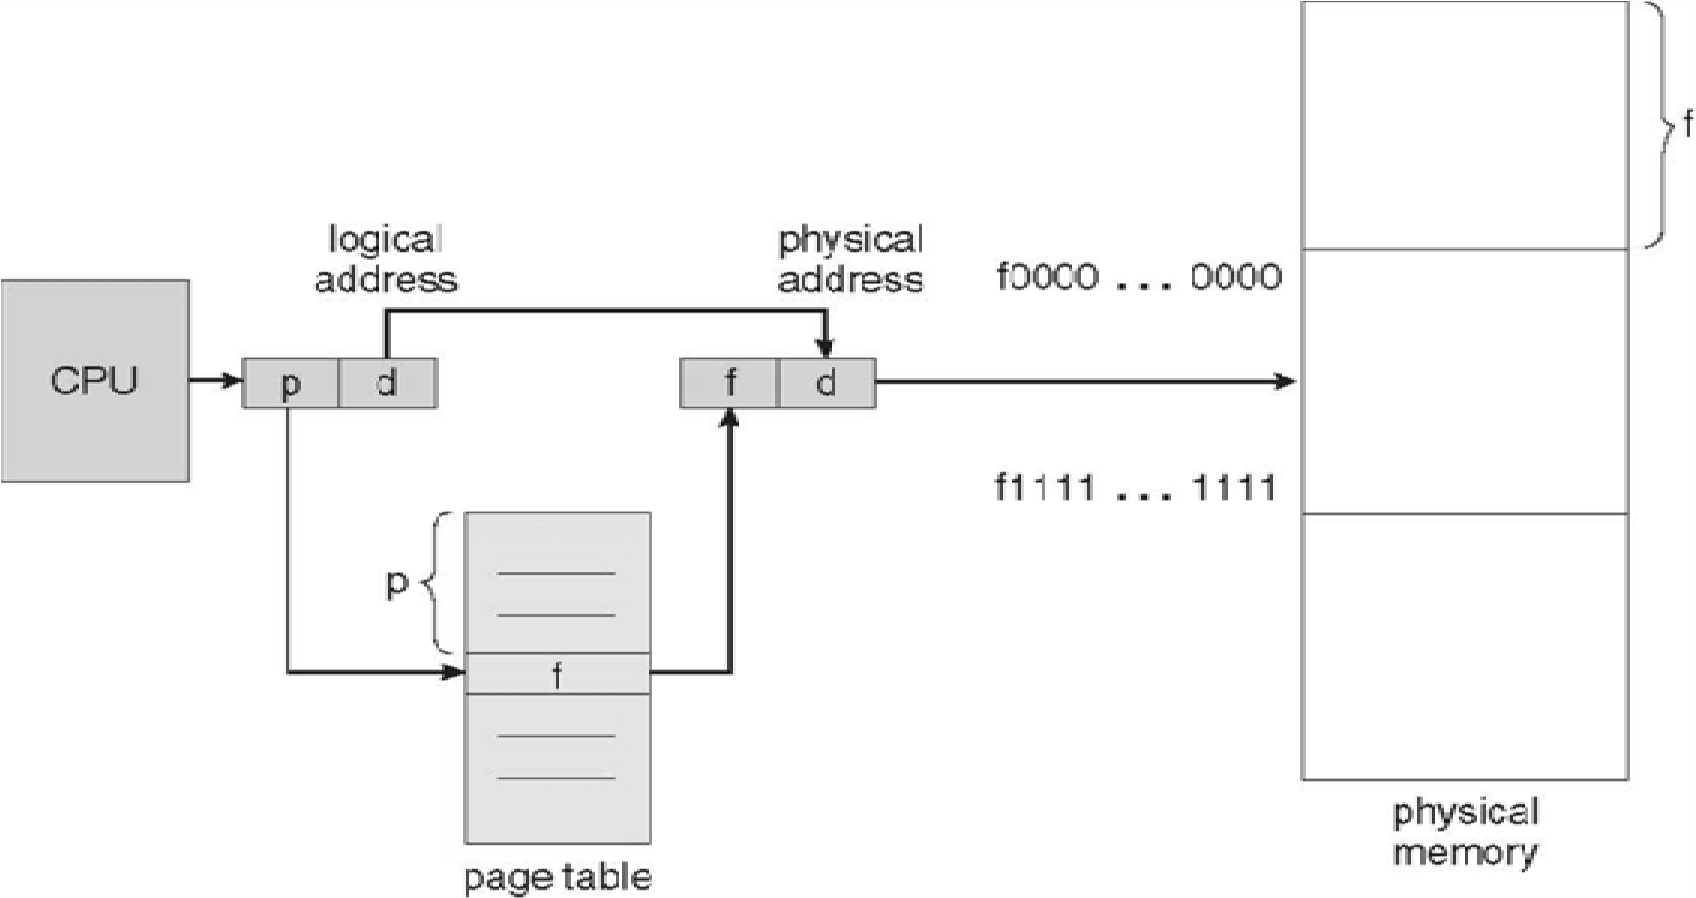 f
logical
address
physical
address
f0000 ... 0000
CPU
p
d
f
d
f1111 ... 1111
p
f
page table
physical
memory